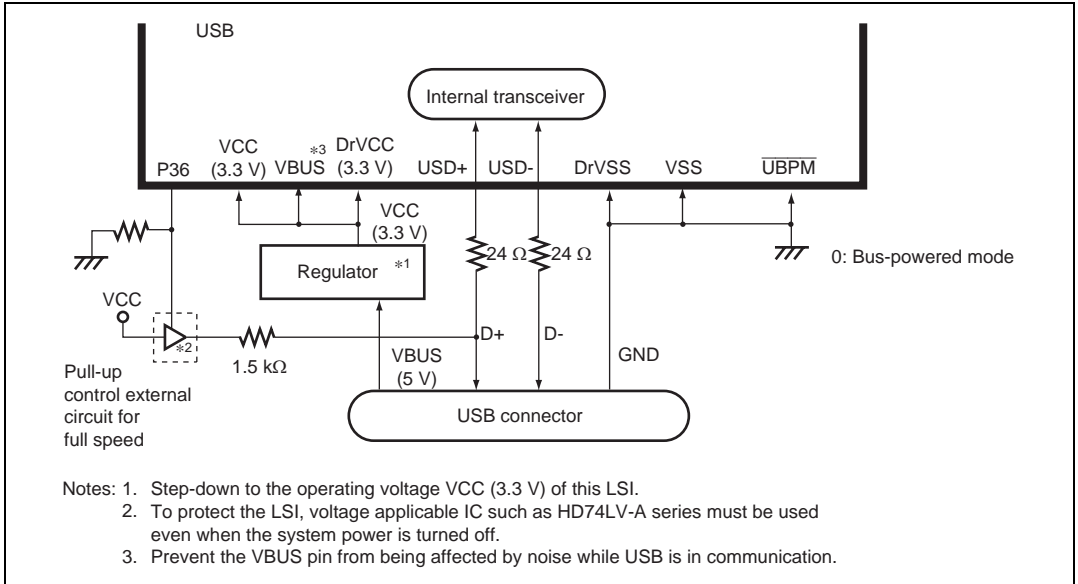 USB
Internal transceiver
P36
VCC
(3.3 V)
VBUS *3
DrVCC
(3.3 V)
USD+
USD-
DrVSS
VSS
UBPM
VCC
(3.3 V)
Regulator *1
24 Ω
24 Ω
0: Bus-powered mode
VCC
*2
1.5 kΩ
D+
D-
GND
VBUS
(5 V)
Pull-up
control external
circuit for
full speed
USB connector
Notes: 1. Step-down to the operating voltage VCC (3.3 V) of this LSI.
2. To protect the LSI, voltage applicable IC such as HD74LV-A series must be used
even when the system power is turned off.
3. Prevent the VBUS pin from being affected by noise while USB is in communication.